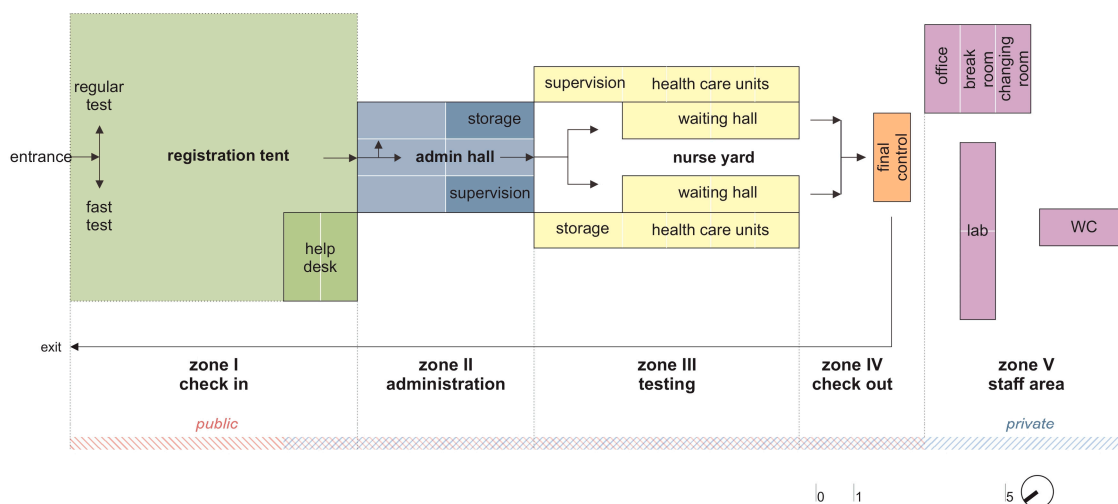 regular
test
entrance
fast
test
registration tent
help
desk
storage
admin hall
supervision
supervision
health care units
waiting hall
nurse yard
waiting hall
storage
health care units
final
control
office
break
room
changing
room
lab
WC
exit
zone I
check in
zone II
administration
zone III
testing
zone IV
check out
zone V
staff area
public
private
0
1
5